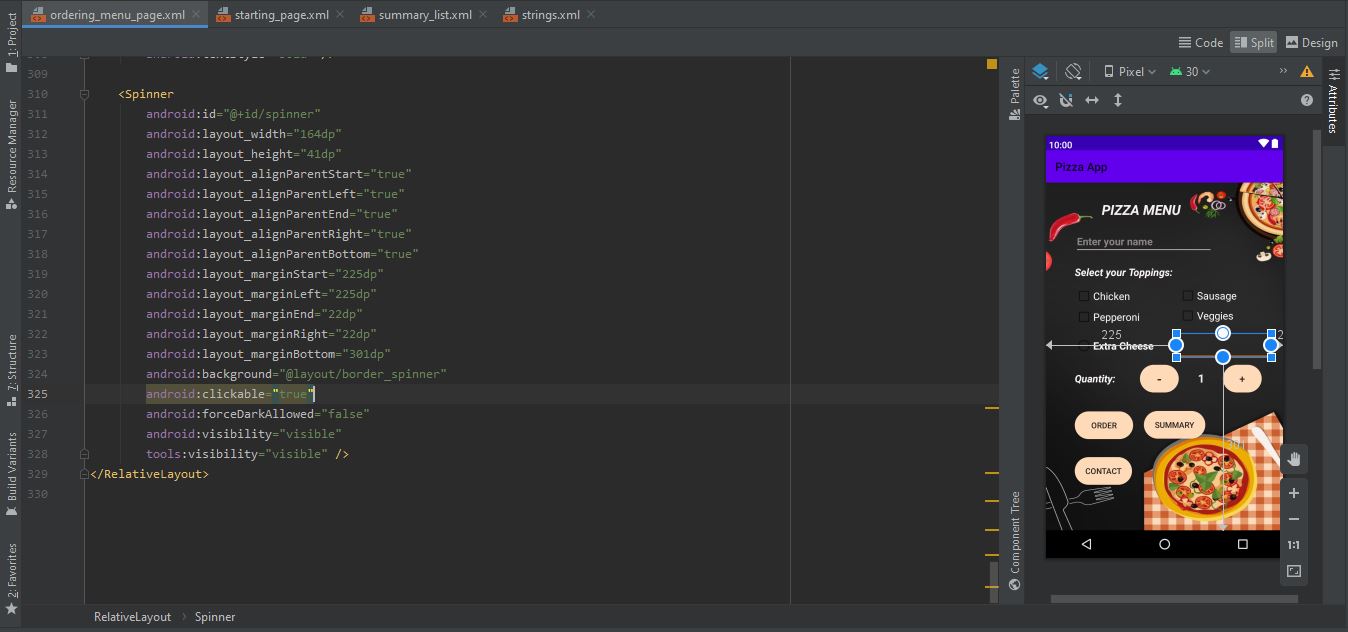 ordering_menu_page.xml
starting_page.xml
summary_list.xml
strings.xml
Code
Split
Design
1: Project
Resource Manager
7: Structure
Build Variants
2: Favorites
309
310 <Spinner
311 android:id="@+id/spinner"
312 android:layout_width="164dp"
313 android:layout_height="41dp"
314 android:layout_alignParentStart="true"
315 android:layout_alignParentLeft="true"
316 android:layout_alignParentEnd="true"
317 android:layout_alignParentRight="true"
318 android:layout_alignParentBottom="true"
319 android:layout_marginStart="225dp"
320 android:layout_marginLeft="225dp"
321 android:layout_marginEnd="22dp"
322 android:layout_marginRight="22dp"
323 android:layout_marginBottom="301dp"
324 android:background="@layout/border_spinner"
325 android:clickable="true"
326 android:forceDarkAllowed="false"
327 android:visibility="visible"
328 tools:visibility="visible" />
329 </RelativeLayout>
330
RelativeLayout
Spinner
Palette
Component Tree
Pixel
30
Attributes
10:00
Pizza App
PIZZA MENU
Enter your name
Select your Toppings:
Chicken
Sausage
Pepperoni
Veggies
225
Extra Cheese
Quantity:
-
1
+
ORDER
SUMMARY
CONTACT
1:1